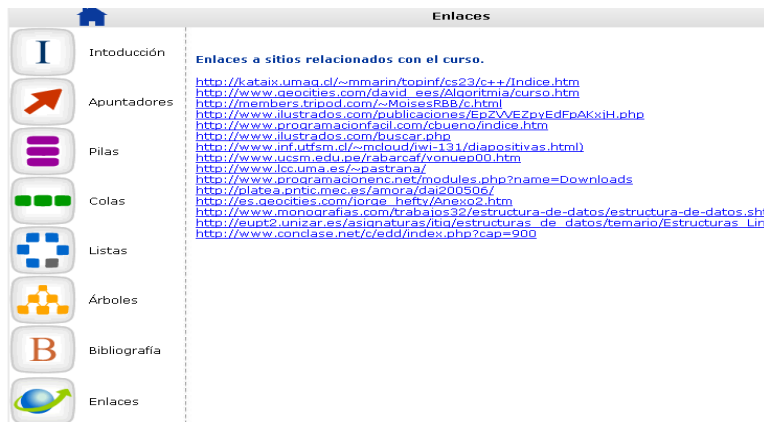 Enlaces
I
Intoducción
Apuntadores
Pilas
Colas
Listas
Árboles
B
Bibliografía
Enlaces
Enlaces a sitios relacionados con el curso.
http://kataix.umag.cl/~mmarin/topinf/cs23/c++/Indice.htm
http://www.geocities.com/david_ees/Algoritmia/curso.htm
http://members.tripod.com/~MoisesRBB/c.html
http://www.ilustrados.com/publicaciones/EpZVVEZpyEdFpAKxjH.php
http://www.programacionfacil.com/cbueno/indice.htm
http://www.ilustrados.com/buscar.php
http://www.inf.utfsm.cl/~mcloud/iwi-131/diapositivas.html)
http://www.ucsm.edu.pe/rabarcaf/vonuep00.htm
http://www.lcc.uma.es/~pastrana/
http://www.programacionenc.net/modules.php?name=Downloads
http://platea.pntic.mec.es/anora/dai200506/
http://es.geocities.com/jorge_hefty/Anexo2.htm
http://www.monografias.com/trabajos32/estructura-de-datos/estructura-de-datos.sht
http://eupt2.unizar.es/asignaturas/itig/estructuras_de_datos/temario/Estructuras_Lin
http://www.conclase.net/c/edd/index.php?cap=900